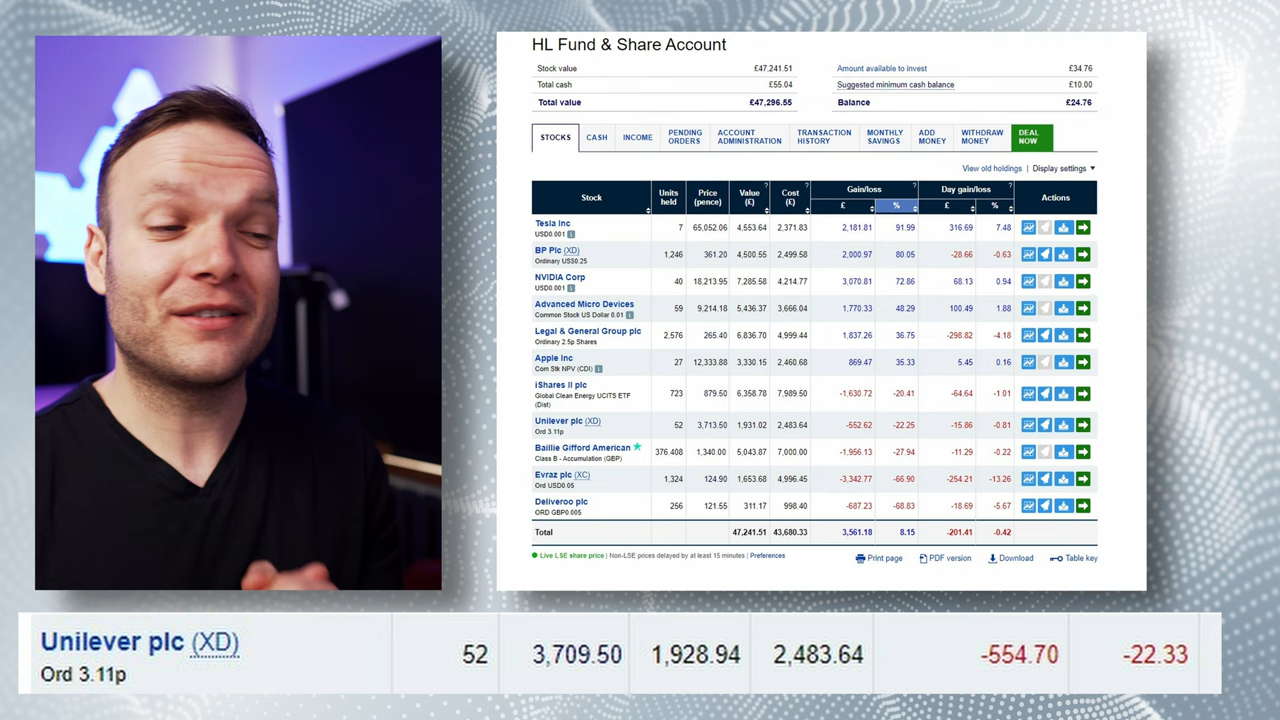 HL Fund & Share Account
Stock value £47,241.51 Amount available to invest £34.76
Total cash £55.04 Suggested minimum cash balance £10.00
Total value £47,296.55 Balance £24.76
STOCKS CASH INCOME PENDING ORDERS ACCOUNT ADMINISTRATION TRANSACTION HISTORY MONTHLY SAVINGS ADD MONEY WITHDRAW MONEY DEAL NOW
View old holdings | Display settings
Stock Units held Price (pence) Value (£) ? Cost (£) ? Gain/loss ? Day gain/loss ? Actions
£ % £ %
Tesla Inc 7 65,052.06 4,553.64 2,371.83 2,181.81 91.99 316.69 7.48
USD0.001
BP Plc (XD) 1,246 361.20 4,500.55 2,499.58 2,000.97 80.05 -28.66 -0.63
Ordinary US$0.25
NVIDIA Corp 40 18,213.95 7,285.58 4,214.77 3,070.81 72.86 68.13 0.94
USD0.001
Advanced Micro Devices 59 9,214.18 5,436.37 3,666.04 1,770.33 48.29 100.49 1.88
Common Stock US Dollar 0.01
Legal & General Group plc 2,576 265.40 6,836.70 4,999.44 1,837.26 36.75 -298.82 -4.18
Ordinary 2.5p Shares
Apple Inc 27 12,333.88 3,330.15 2,460.68 869.47 35.33 5.45 0.16
Com Stk NPV (CDI)
iShares II plc 723 879.50 6,358.78 7,989.50 -1,630.72 -20.41 -64.64 -1.01
Global Clean Energy UCITS ETF
(Dist)
Unilever plc (XD) 52 3,713.50 1,931.02 2,483.64 -552.62 -22.25 -15.86 -0.81
Ord 3.11p
Baillie Gifford American 376.408 1,340.00 5,043.87 7,000.00 -1,956.13 -27.94 -11.29 -0.22
Class B - Accumulation (GBP)
Evraz plc (XC) 1,324 124.90 1,653.68 4,996.45 -3,342.77 -66.90 -254.21 -13.26
Ord USD0.05
Deliveroo plc 256 121.55 311.17 998.40 -687.23 -68.83 -18.69 -5.67
ORD GBP0.005
Total 47,241.51 43,680.33 3,561.18 8.15 -201.41 -0.42
Live LSE share price | Non-LSE prices delayed by at least 15 minutes | Preferences Print page PDF version Download Table key
Unilever plc (XD) 52 3,709.50 1,928.94 2,483.64 -554.70 -22.33
Ord 3.11p